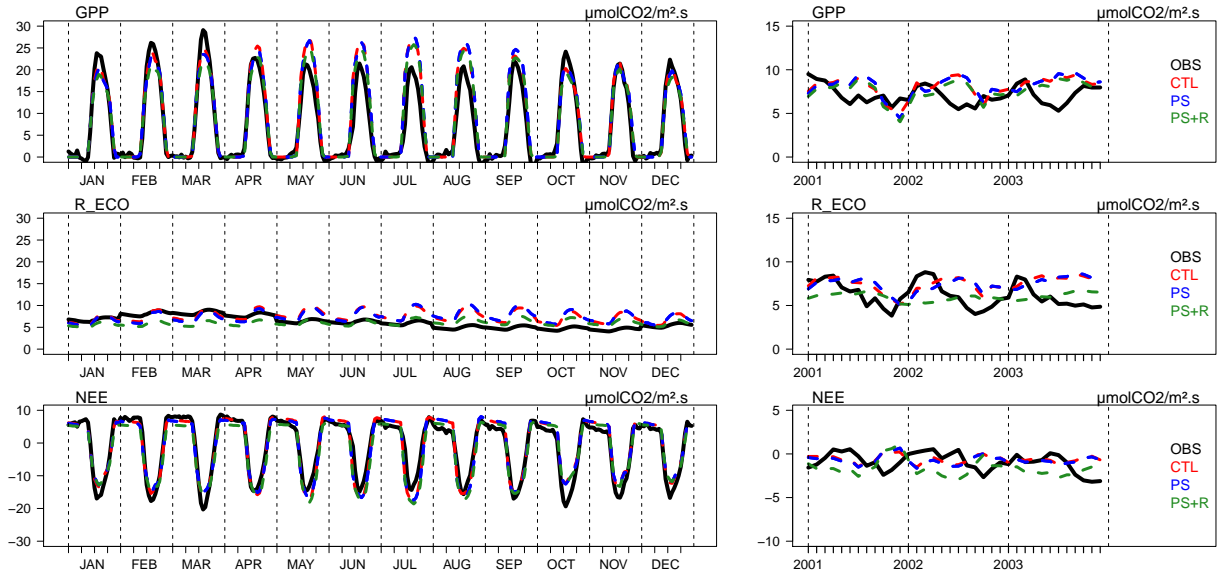 GPP µmolCO2/m².s
30
25
20
15
10
5
0
JAN FEB MAR APR MAY JUN JUL AUG SEP OCT NOV DEC
GPP µmolCO2/m².s
15
10
5
0
OBS
CTL
PS
PS+R
2001 2002 2003
R_ECO µmolCO2/m².s
30
25
20
15
10
5
0
JAN FEB MAR APR MAY JUN JUL AUG SEP OCT NOV DEC
R_ECO µmolCO2/m².s
15
10
5
0
OBS
CTL
PS
PS+R
2001 2002 2003
NEE µmolCO2/m².s
10
0
−10
−20
−30
JAN FEB MAR APR MAY JUN JUL AUG SEP OCT NOV DEC
NEE µmolCO2/m².s
5
0
−5
−10
OBS
CTL
PS
PS+R
2001 2002 2003